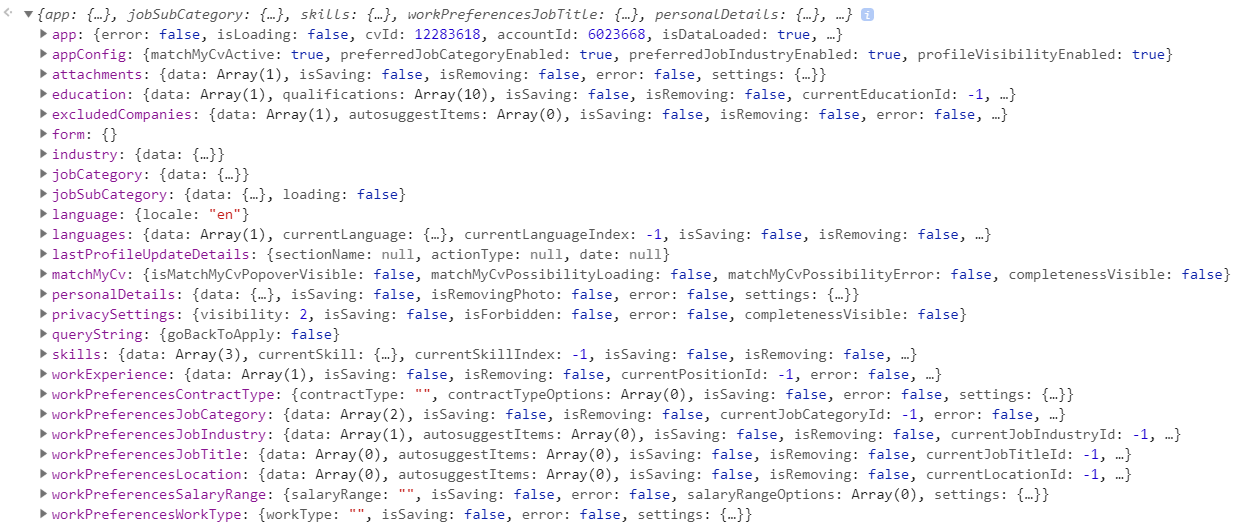 {app: {…}, jobSubCategory: {…}, skills: {…}, workPreferencesJobTitle: {…}, personalDetails: {…}, …}
app: {error: false, isLoading: false, cvId: 12283618, accountId: 6023668, isDataLoaded: true, …}
appConfig: {matchMyCvActive: true, preferredJobCategoryEnabled: true, preferredJobIndustryEnabled: true, profileVisibilityEnabled: true}
attachments: {data: Array(1), isSaving: false, isRemoving: false, error: false, settings: {…}}
education: {data: Array(1), qualifications: Array(10), isSaving: false, isRemoving: false, currentEducationId: -1, …}
excludedCompanies: {data: Array(1), autosuggestItems: Array(0), isSaving: false, isRemoving: false, error: false, …}
form: {}
industry: {data: {…}}
jobCategory: {data: {…}}
jobSubCategory: {data: {…}, loading: false}
language: {locale: "en"}
languages: {data: Array(1), currentLanguage: {…}, currentLanguageIndex: -1, isSaving: false, isRemoving: false, …}
lastProfileUpdateDetails: {sectionName: null, actionType: null, date: null}
matchMyCv: {isMatchMyCvPopoverVisible: false, matchMyCvPossibilityLoading: false, matchMyCvPossibilityError: false, completenessVisible: false}
personalDetails: {data: {…}, isSaving: false, isRemovingPhoto: false, error: false, settings: {…}}
privacySettings: {visibility: 2, isSaving: false, isForbidden: false, error: false, completenessVisible: false}
queryString: {goBackToApply: false}
skills: {data: Array(3), currentSkill: {…}, currentSkillIndex: -1, isSaving: false, isRemoving: false, …}
workExperience: {data: Array(1), isSaving: false, isRemoving: false, currentPositionId: -1, error: false, …}
workPreferencesContractType: {contractType: "", contractTypeOptions: Array(0), isSaving: false, error: false, settings: {…}}
workPreferencesJobCategory: {data: Array(2), isSaving: false, isRemoving: false, currentJobCategoryId: -1, error: false, …}
workPreferencesJobIndustry: {data: Array(1), autosuggestItems: Array(0), isSaving: false, isRemoving: false, currentJobIndustryId: -1, …}
workPreferencesJobTitle: {data: Array(0), autosuggestItems: Array(0), isSaving: false, isRemoving: false, currentJobTitleId: -1, …}
workPreferencesLocation: {data: Array(0), autosuggestItems: Array(0), isSaving: false, isRemoving: false, currentLocationId: -1, …}
workPreferencesSalaryRange: {salaryRange: "", isSaving: false, error: false, salaryRangeOptions: Array(0), settings: {…}}
workPreferencesWorkType: {workType: "", isSaving: false, error: false, settings: {…}}